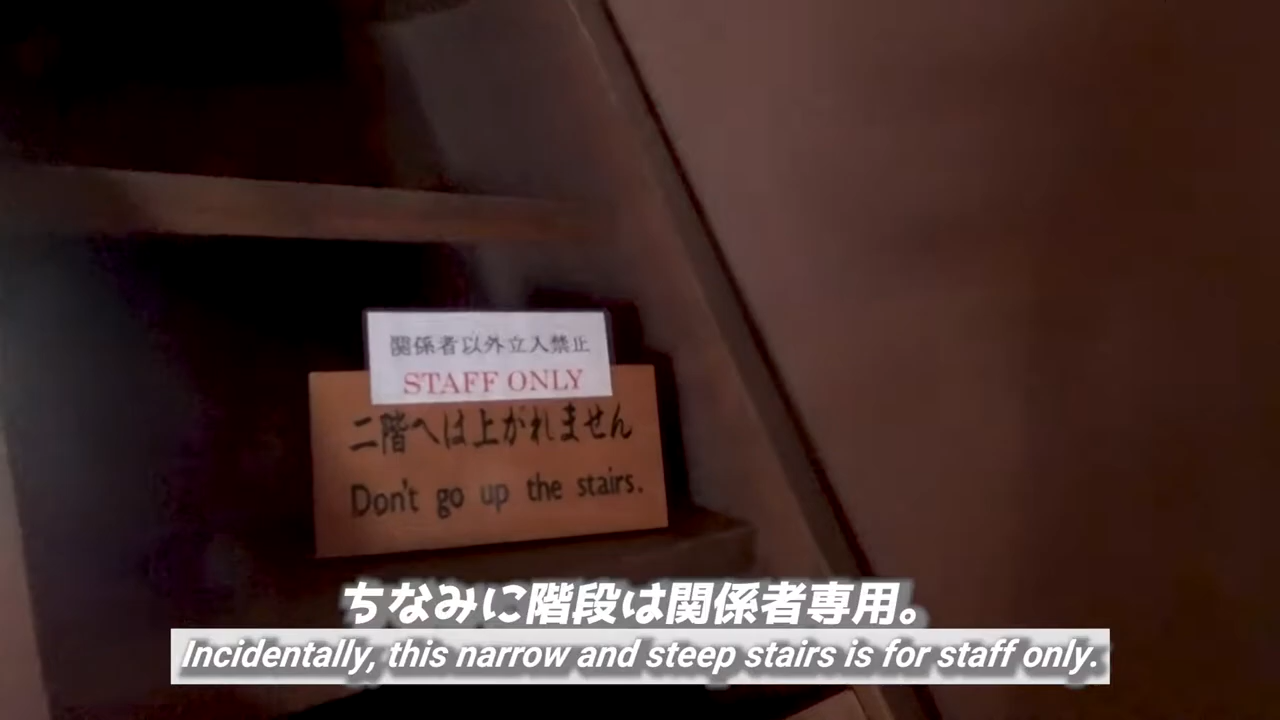 関係者以外立入禁止
STAFF ONLY
二階へは上がれません
Don't go up the stairs.
ちなみに階段は関係者専用。
Incidentally, this narrow and steep stairs is for staff only.